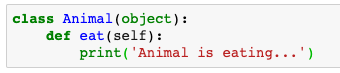 class Animal(object):
    def eat(self):
        print('Animal is eating...')